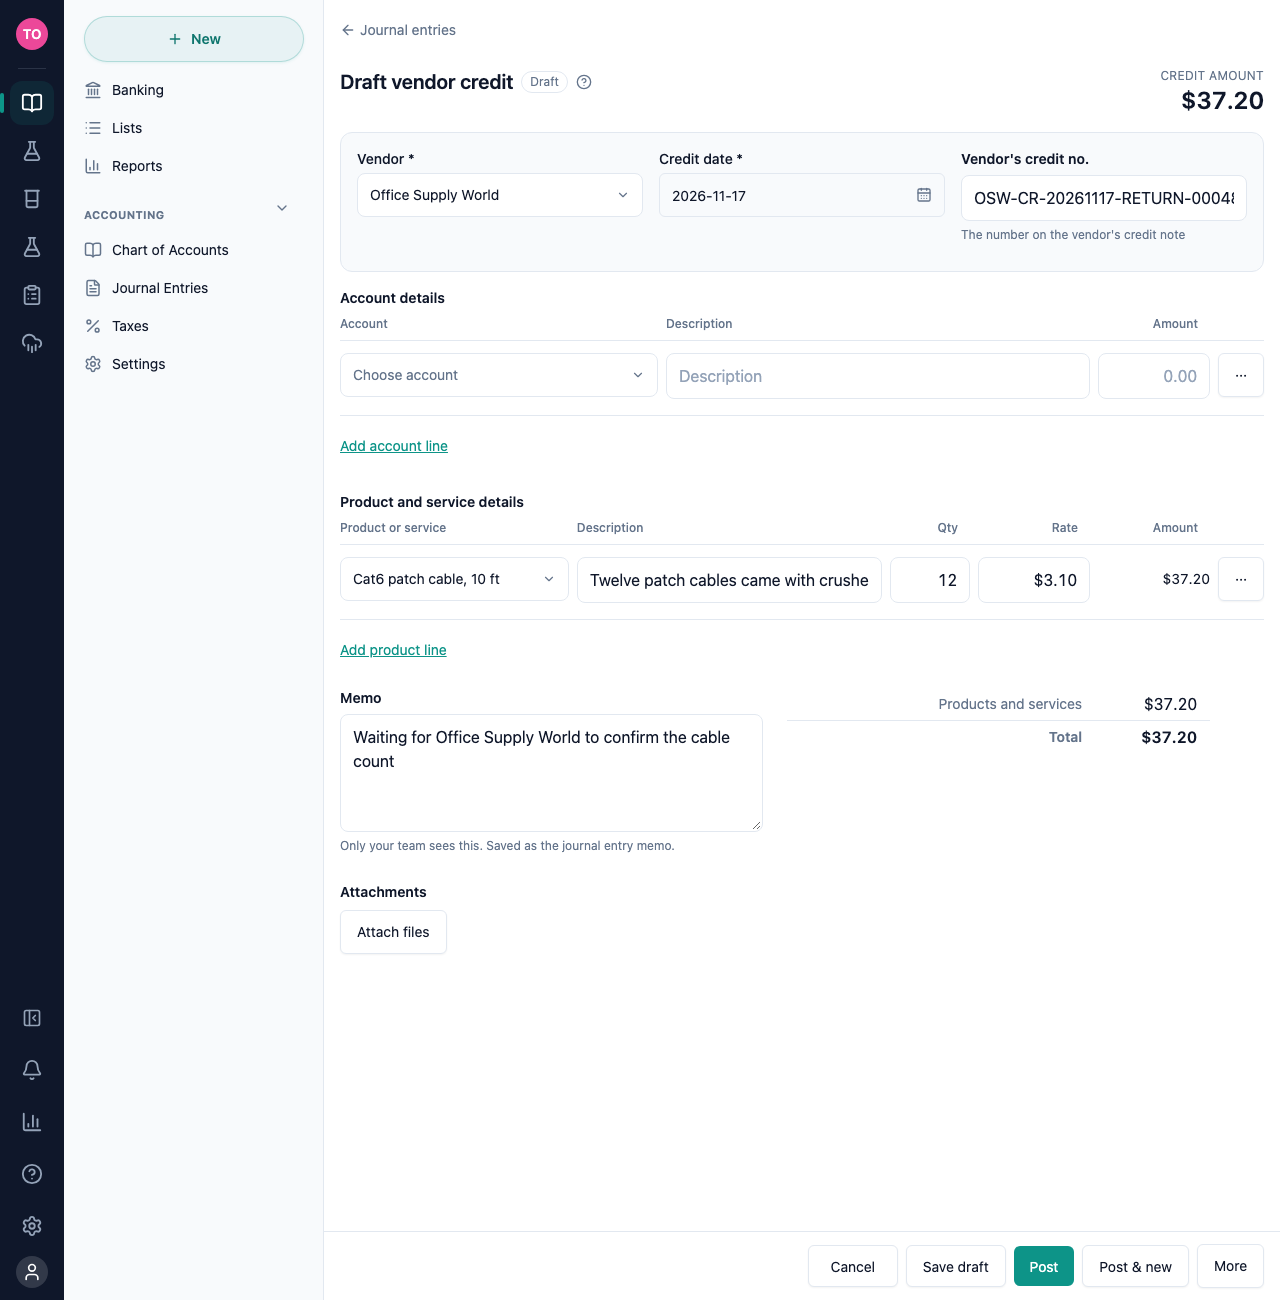 TO
New
Banking
Lists
Reports
ACCOUNTING
Chart of Accounts
Journal Entries
Taxes
Settings
Journal entries
Draft vendor credit
Draft
CREDIT AMOUNT
$37.20
Vendor *
Office Supply World
Credit date *
2026-11-17
Vendor's credit no.
OSW-CR-20261117-RETURN-0004
The number on the vendor's credit note
Account details
Account
Description
Amount
Choose account
Description
0.00
...
Add account line
Product and service details
Product or service
Description
Qty
Rate
Amount
Cat6 patch cable, 10 ft
Twelve patch cables came with crushe
12
$3.10
$37.20
...
Add product line
Memo
Waiting for Office Supply World to confirm the cable
count
Only your team sees this. Saved as the journal entry memo.
Products and services
$37.20
Total
$37.20
Attachments
Attach files
Cancel
Save draft
Post
Post & new
More